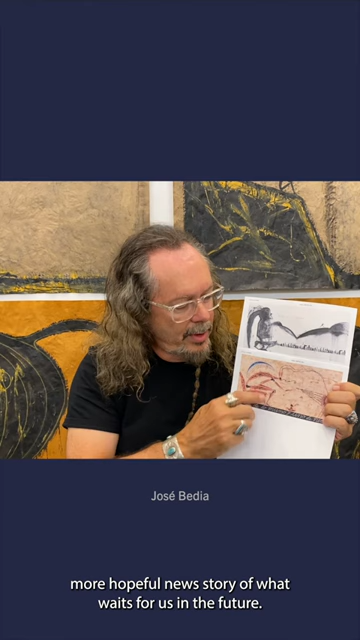 José Bedia
more hopeful news story of what
waits for us in the future.